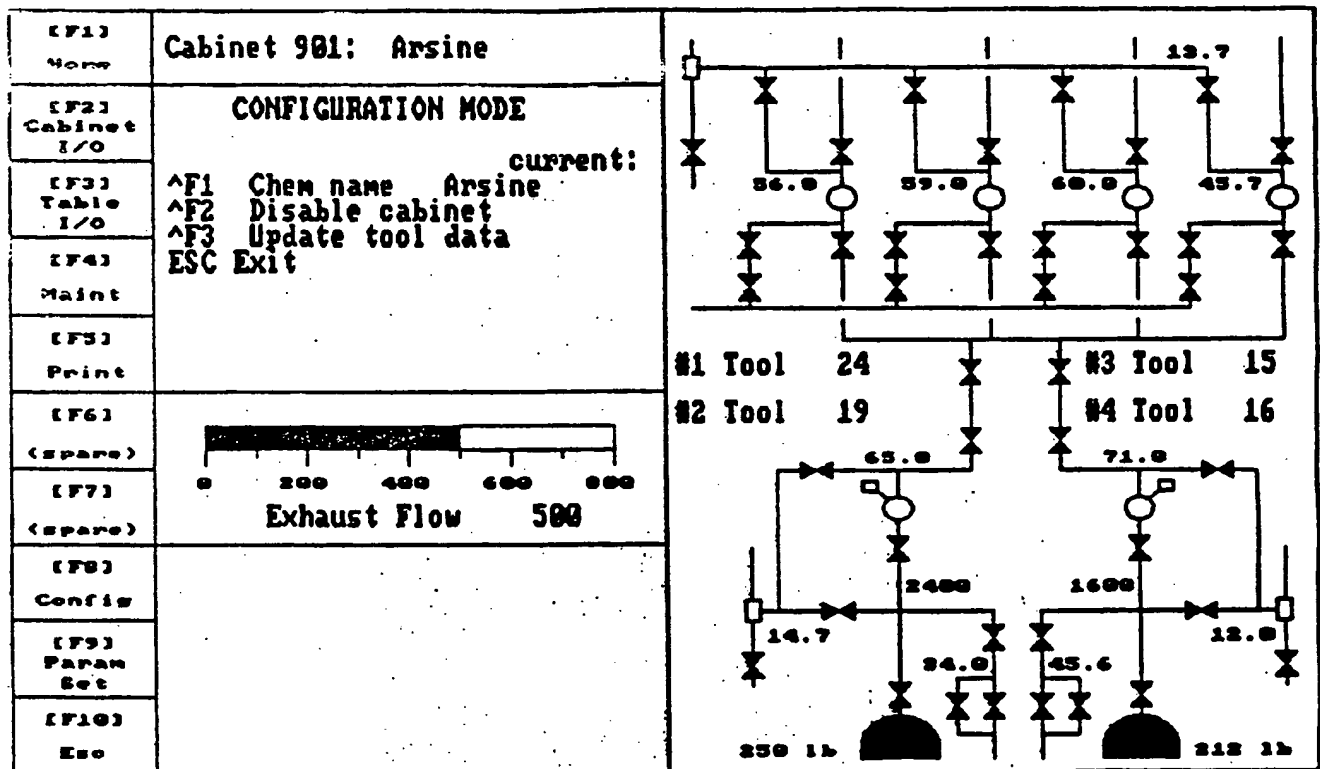 [F1]
Home
[F2]
Cabinet
I/O
[F3]
Table
I/O
[F4]
Maint
[F5]
Print
[F6]
(spare)
[F7]
(spare)
[F8]
Config
[F9]
Param
Set
[F10]
Esc
Cabinet 901: Arsine
CONFIGURATION MODE
current:
^F1 Chem name Arsine
^F2 Disable cabinet
^F3 Update tool data
ESC Exit
0 200 400 600 800
Exhaust Flow 500
13.7
56.0 59.0 60.0 45.7
#1 Tool 24 #3 Tool 15
#2 Tool 19 #4 Tool 16
65.0 71.0
2400 1600
14.7 12.0
24.0 45.6
250 lb 212 lb